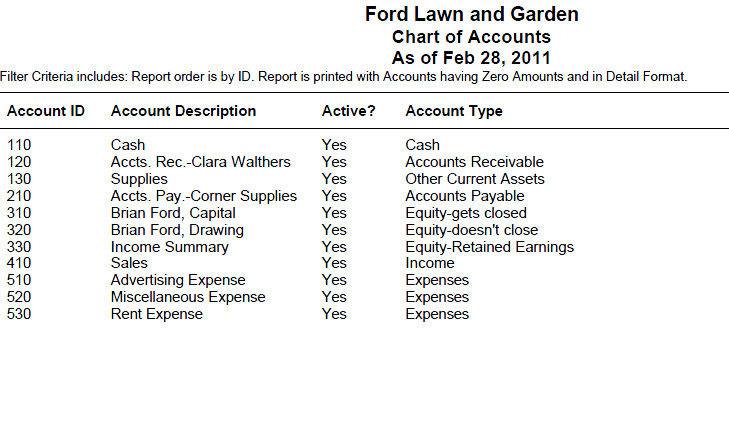 Ford Lawn and Garden
Chart of Accounts
As of Feb 28, 2011
Filter Criteria includes: Report order is by ID. Report is printed with Accounts having Zero Amounts and in Detail Format.
Account ID Account Description Active? Account Type
110 Cash Yes Cash
120 Accts. Rec.-Clara Walthers Yes Accounts Receivable
130 Supplies Yes Other Current Assets
210 Accts. Pay.-Corner Supplies Yes Accounts Payable
310 Brian Ford, Capital Yes Equity-gets closed
320 Brian Ford, Drawing Yes Equity-doesn't close
330 Income Summary Yes Equity-Retained Earnings
410 Sales Yes Income
510 Advertising Expense Yes Expenses
520 Miscellaneous Expense Yes Expenses
530 Rent Expense Yes Expenses